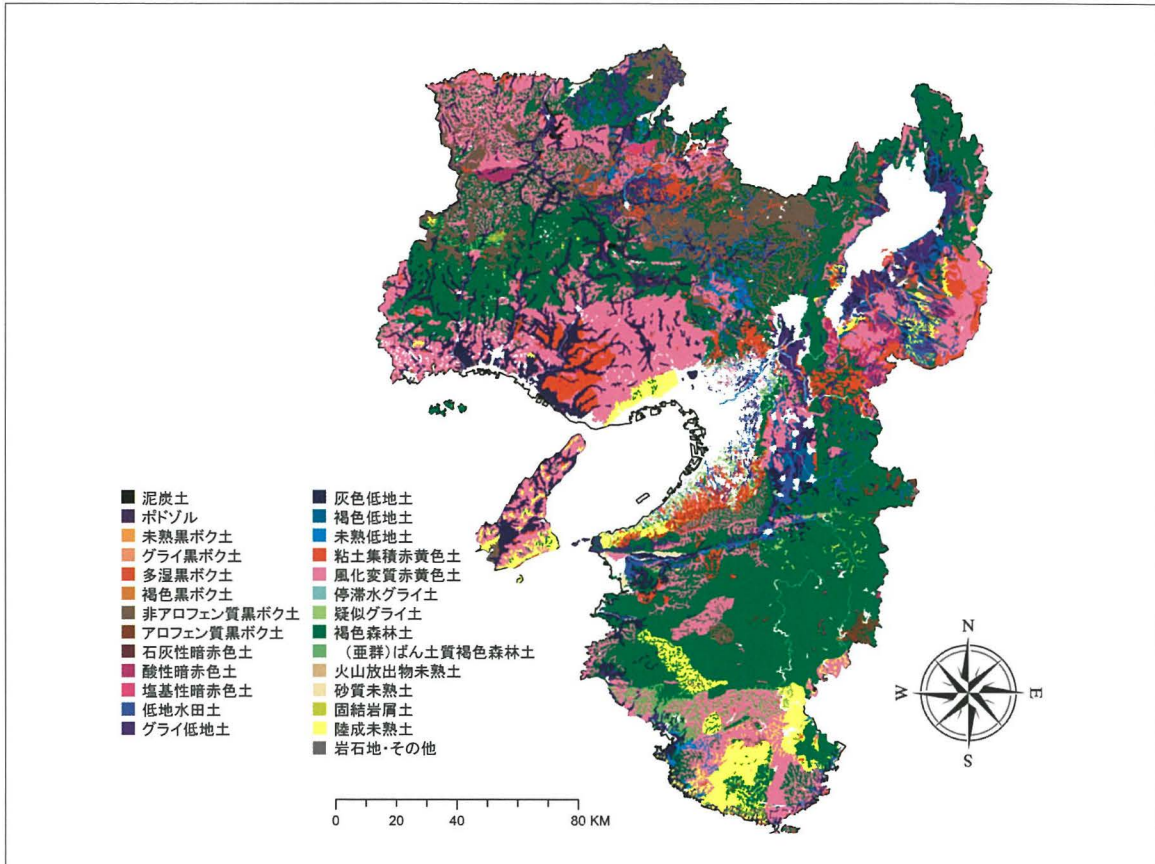 泥炭土
ポドゾル
未熟黒ボク土
グライ黒ボク土
多湿黒ボク土
褐色黒ボク土
非アロフェン質黒ボク土
アロフェン質黒ボク土
石灰性暗赤色土
酸性暗赤色土
塩基性暗赤色土
低地水田土
グライ低地土
灰色低地土
褐色低地土
未熟低地土
粘土集積赤黄色土
風化変質赤黄色土
停滞水グライ土
疑似グライ土
褐色森林土
（亜群）ばん土質褐色森林土
火山放出物未熟土
砂質未熟土
固結岩屑土
陸成未熟土
岩石地・その他
N
W
E
S
0 20 40 80 KM